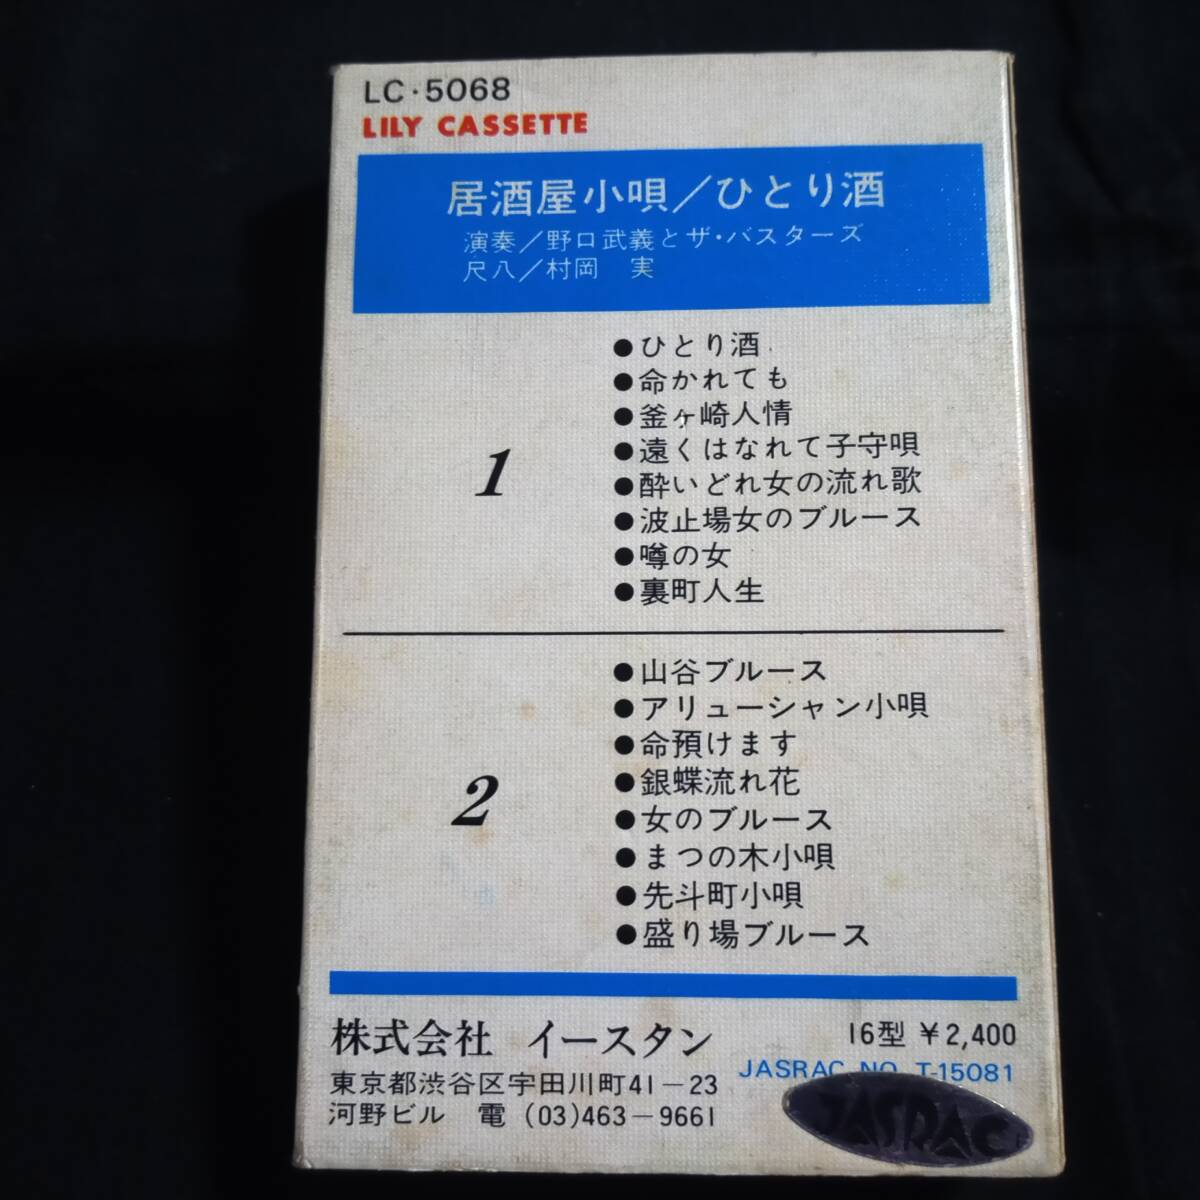 LC・5068
LILY CASSETTE
居酒屋小唄／ひとり酒
演奏／野口武義とザ・バスターズ
尺八／村岡 実
1
●ひとり酒
●命かれても
●釜ヶ崎人情
●遠くはなれて子守唄
●酔いどれ女の流れ歌
●波止場女のブルース
●噂の女
●裏町人生
2
●山谷ブルース
●アリューシャン小唄
●命預けます
●銀蝶流れ花
●女のブルース
●まつの木小唄
●先斗町小唄
●盛り場ブルース
株式会社 イースタン
16型 ￥2,400
東京都渋谷区宇田川町41－23
JASRAC NO. T-15081
河野ビル 電 (03)463－9661
JASRAC